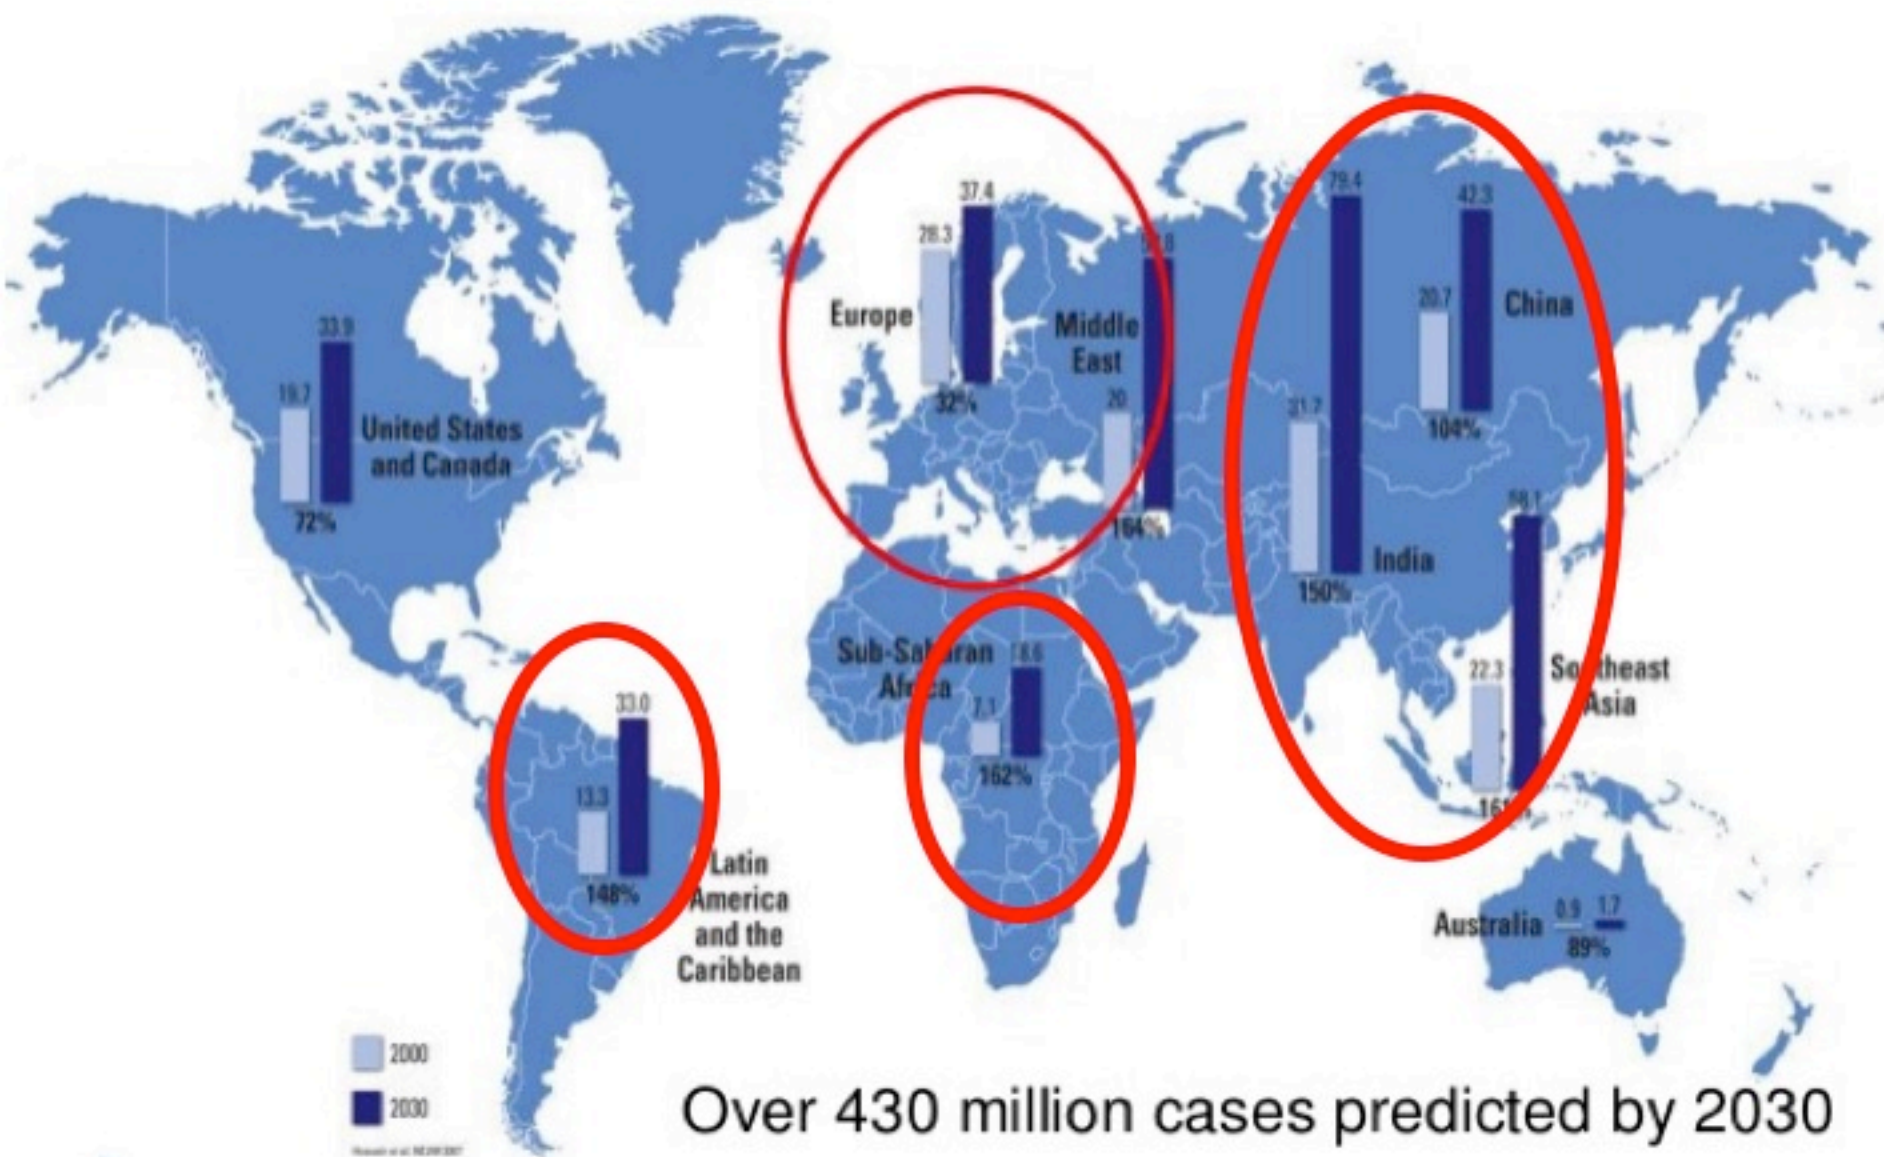 37.4
28.3
Europe
32%
Middle
East
20
164%
79.4
31.7
India
150%
42.3
20.7
China
104%
33.9
19.7
United States
and Canada
72%
Sub-Saharan
Africa
18.6
7.1
162%
22.3
Southeast
Asia
33.0
13.3
148%
Latin
America
and the
Caribbean
Australia
0.9
1.7
89%
2000
2030
Over 430 million cases predicted by 2030